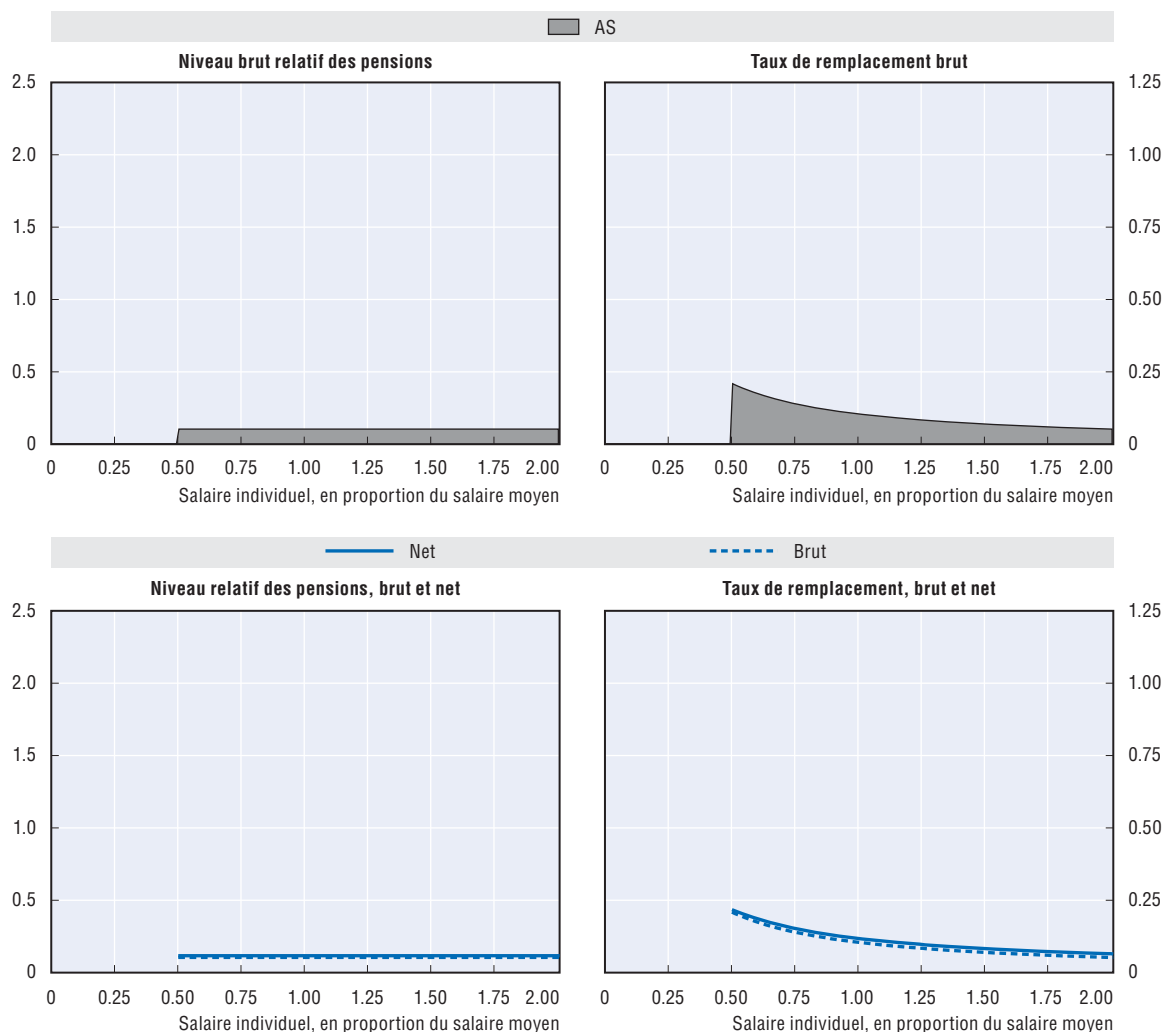 AS
Niveau brut relatif des pensions
Taux de remplacement brut
2.5
2.0
1.5
1.0
0.5
0
1.25
1.00
0.75
0.50
0.25
0
0 0.25 0.50 0.75 1.00 1.25 1.50 1.75 2.00
0 0.25 0.50 0.75 1.00 1.25 1.50 1.75 2.00
Salaire individuel, en proportion du salaire moyen
Salaire individuel, en proportion du salaire moyen
Net
Brut
Niveau relatif des pensions, brut et net
Taux de remplacement, brut et net
2.5
2.0
1.5
1.0
0.5
0
1.25
1.00
0.75
0.50
0.25
0
0 0.25 0.50 0.75 1.00 1.25 1.50 1.75 2.00
0 0.25 0.50 0.75 1.00 1.25 1.50 1.75 2.00
Salaire individuel, en proportion du salaire moyen
Salaire individuel, en proportion du salaire moyen